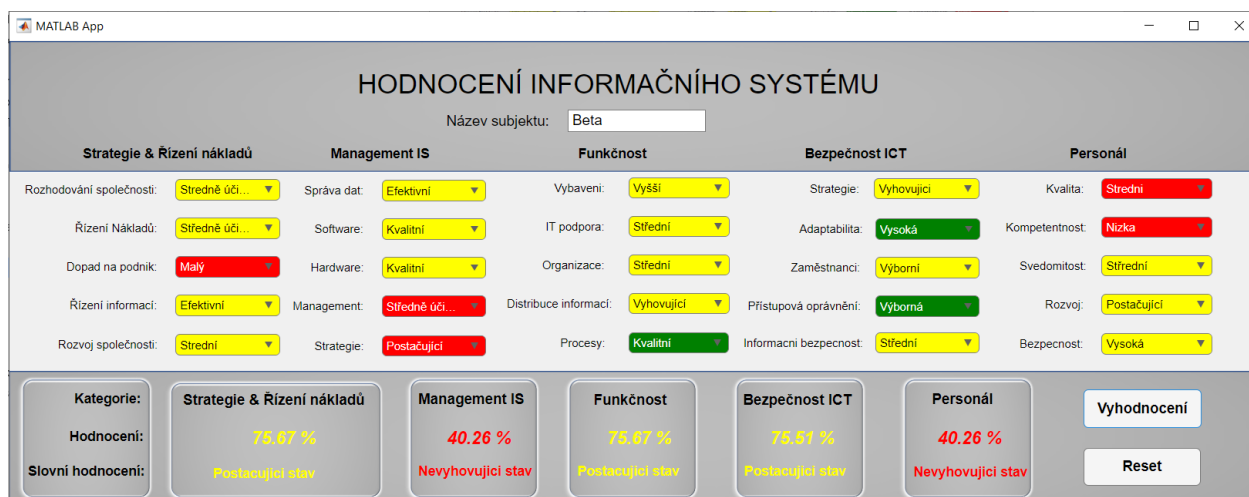 MATLAB App
HODNOCENÍ INFORMAČNÍHO SYSTÉMU
Název subjektu: Beta
Strategie & Řízení nákladů Management IS Funkčnost Bezpečnost ICT Personál
Rozhodování společnosti: Stredně úči... Správa dat: Efektivní Vybaveni: Vyšší Strategie: Vyhovujici Kvalita: Stredni
Řízení Nákladů: Středně úči... Software: Kvalitní IT podpora: Střední Adaptabilita: Vysoká Kompetentnost: Nizka
Dopad na podnik: Malý Hardware: Kvalitní Organizace: Střední Zaměstnanci: Výborní Svedomitost: Střrední
Řízení informací: Efektivní Management: Středně úči... Distribuce informací: Vyhovující Přístupová oprávnění: Výborná Rozvoj: Postačující
Rozvoj společnosti: Strední Strategie: Postačující Procesy: Kvalitní Informacni bezpecnost: Střední Bezpecnost: Vysoká
Kategorie: Strategie & Řízení nákladů Management IS Funkčnost Bezpečnost ICT Personál
Hodnocení: 75.67 % 40.26 % 75.67 % 75.51 % 40.26 %
Slovní hodnocení: Postacujici stav Nevyhovujici stav Postacujici stav Postacujici stav Nevyhovujici stav
Vyhodnocení
Reset